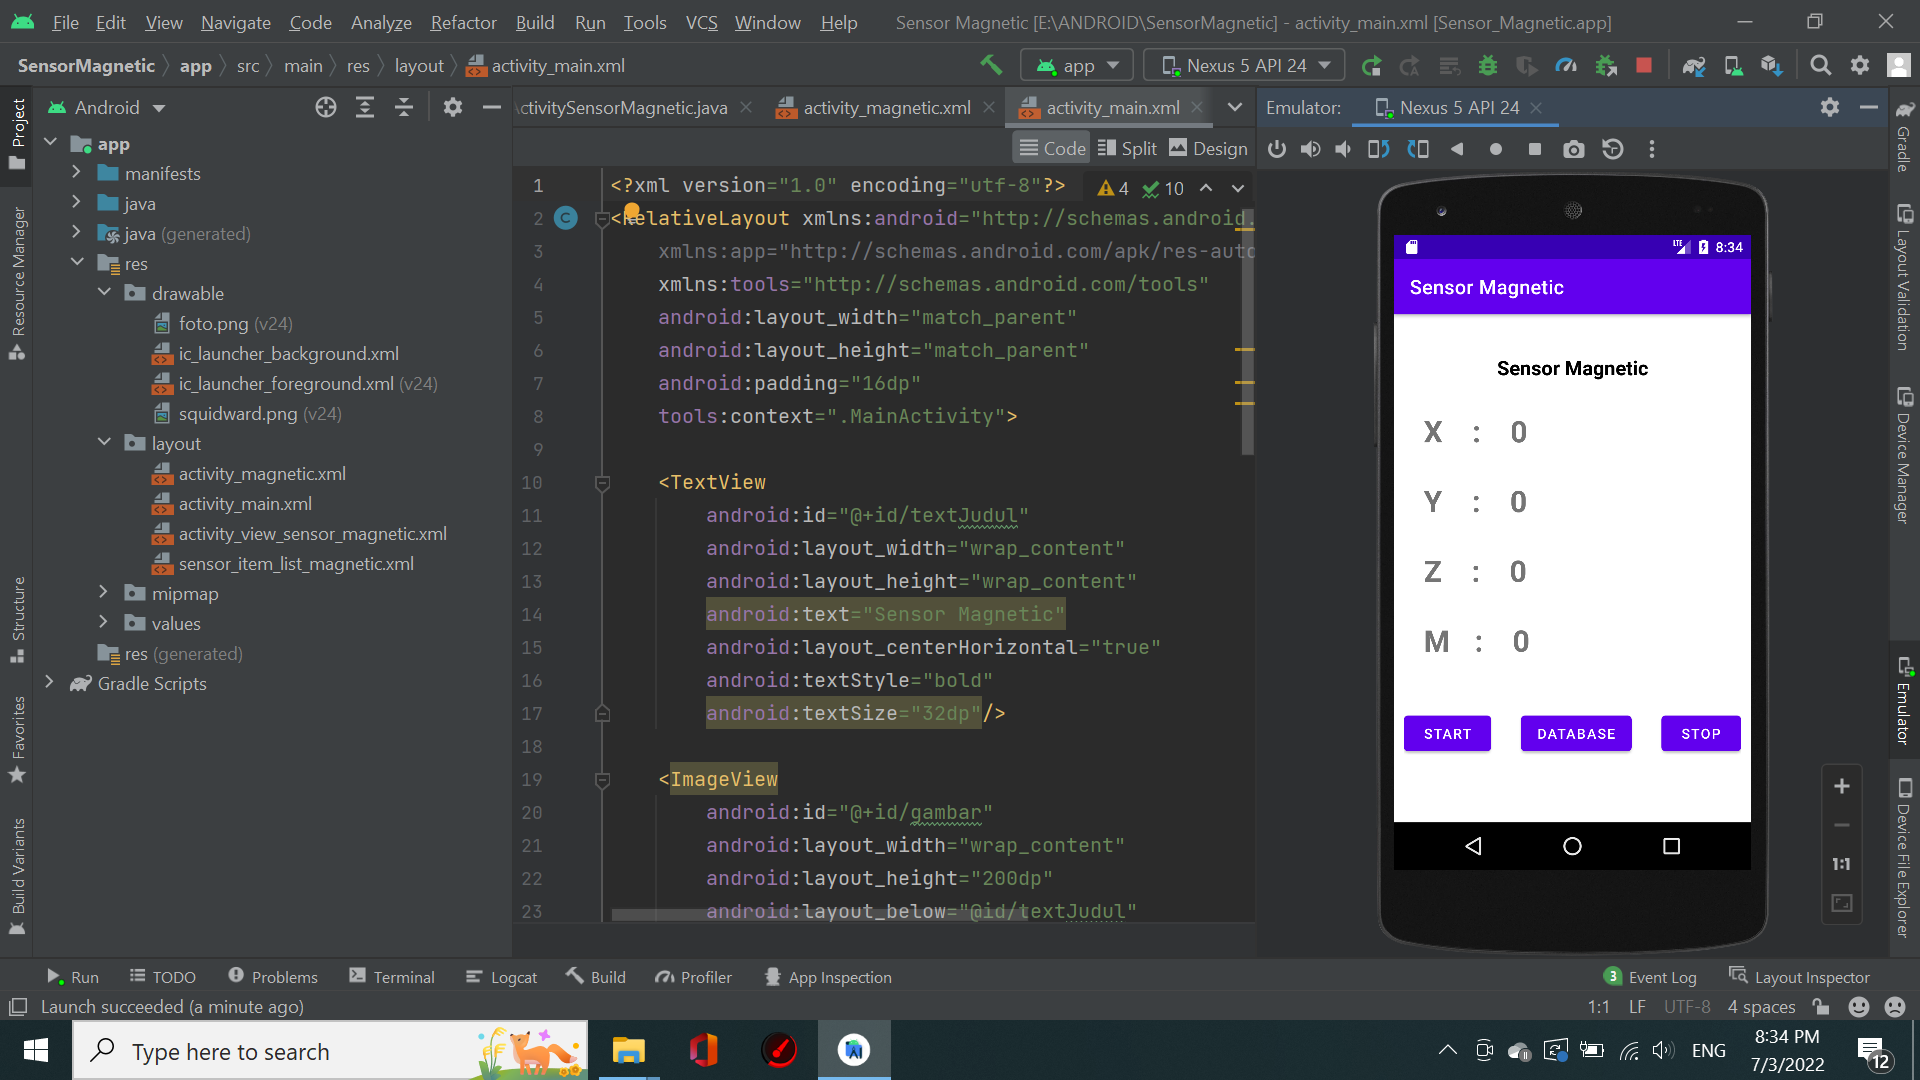 File Edit View Navigate Code Analyze Refactor Build Run Tools VCS Window Help Sensor Magnetic [E:\ANDROID\SensorMagnetic] - activity_main.xml [Sensor_Magnetic.app]
SensorMagnetic app src main res layout activity_main.xml app Nexus 5 API 24
Android
ctivitySensorMagnetic.java activity_magnetic.xml activity_main.xml
Emulator: Nexus 5 API 24
Code Split Design
Project
Resource Manager
Structure
Favorites
Build Variants
app
manifests
java
java (generated)
res
drawable
foto.png (v24)
ic_launcher_background.xml
ic_launcher_foreground.xml (v24)
squidward.png (v24)
layout
activity_magnetic.xml
activity_main.xml
activity_view_sensor_magnetic.xml
sensor_item_list_magnetic.xml
mipmap
values
res (generated)
Gradle Scripts
4 10
1 <?xml version="1.0" encoding="utf-8"?>
2 <RelativeLayout xmlns:android="http://schemas.android.
3 xmlns:app="http://schemas.android.com/apk/res-auto
4 xmlns:tools="http://schemas.android.com/tools"
5 android:layout_width="match_parent"
6 android:layout_height="match_parent"
7 android:padding="16dp"
8 tools:context=".MainActivity">
9
10 <TextView
11 android:id="@+id/textJudul"
12 android:layout_width="wrap_content"
13 android:layout_height="wrap_content"
14 android:text="Sensor Magnetic"
15 android:layout_centerHorizontal="true"
16 android:textStyle="bold"
17 android:textSize="32dp"/>
18
19 <ImageView
20 android:id="@+id/gambar"
21 android:layout_width="wrap_content"
22 android:layout_height="200dp"
23 android:layout_below="@id/textJudul"
LTE 8:34
Sensor Magnetic
Sensor Magnetic
X : 0
Y : 0
Z : 0
M : 0
START DATABASE STOP
1:1
Gradle
Layout Validation
Device Manager
Emulator
Device File Explorer
Run TODO Problems Terminal Logcat Build Profiler App Inspection 3 Event Log Layout Inspector
Launch succeeded (a minute ago) 1:1 LF UTF-8 4 spaces
Type here to search
ENG
8:34 PM
7/3/2022
12